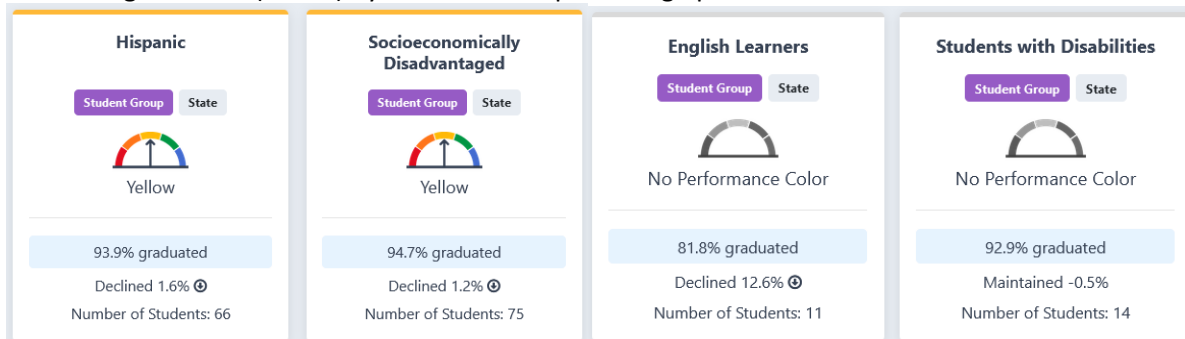 Hispanic
Student Group State
Yellow
93.9% graduated
Declined 1.6%
Number of Students: 66
Socioeconomically
Disadvantaged
Student Group State
Yellow
94.7% graduated
Declined 1.2%
Number of Students: 75
English Learners
Student Group State
No Performance Color
81.8% graduated
Declined 12.6%
Number of Students: 11
Students with Disabilities
Student Group State
No Performance Color
92.9% graduated
Maintained -0.5%
Number of Students: 14